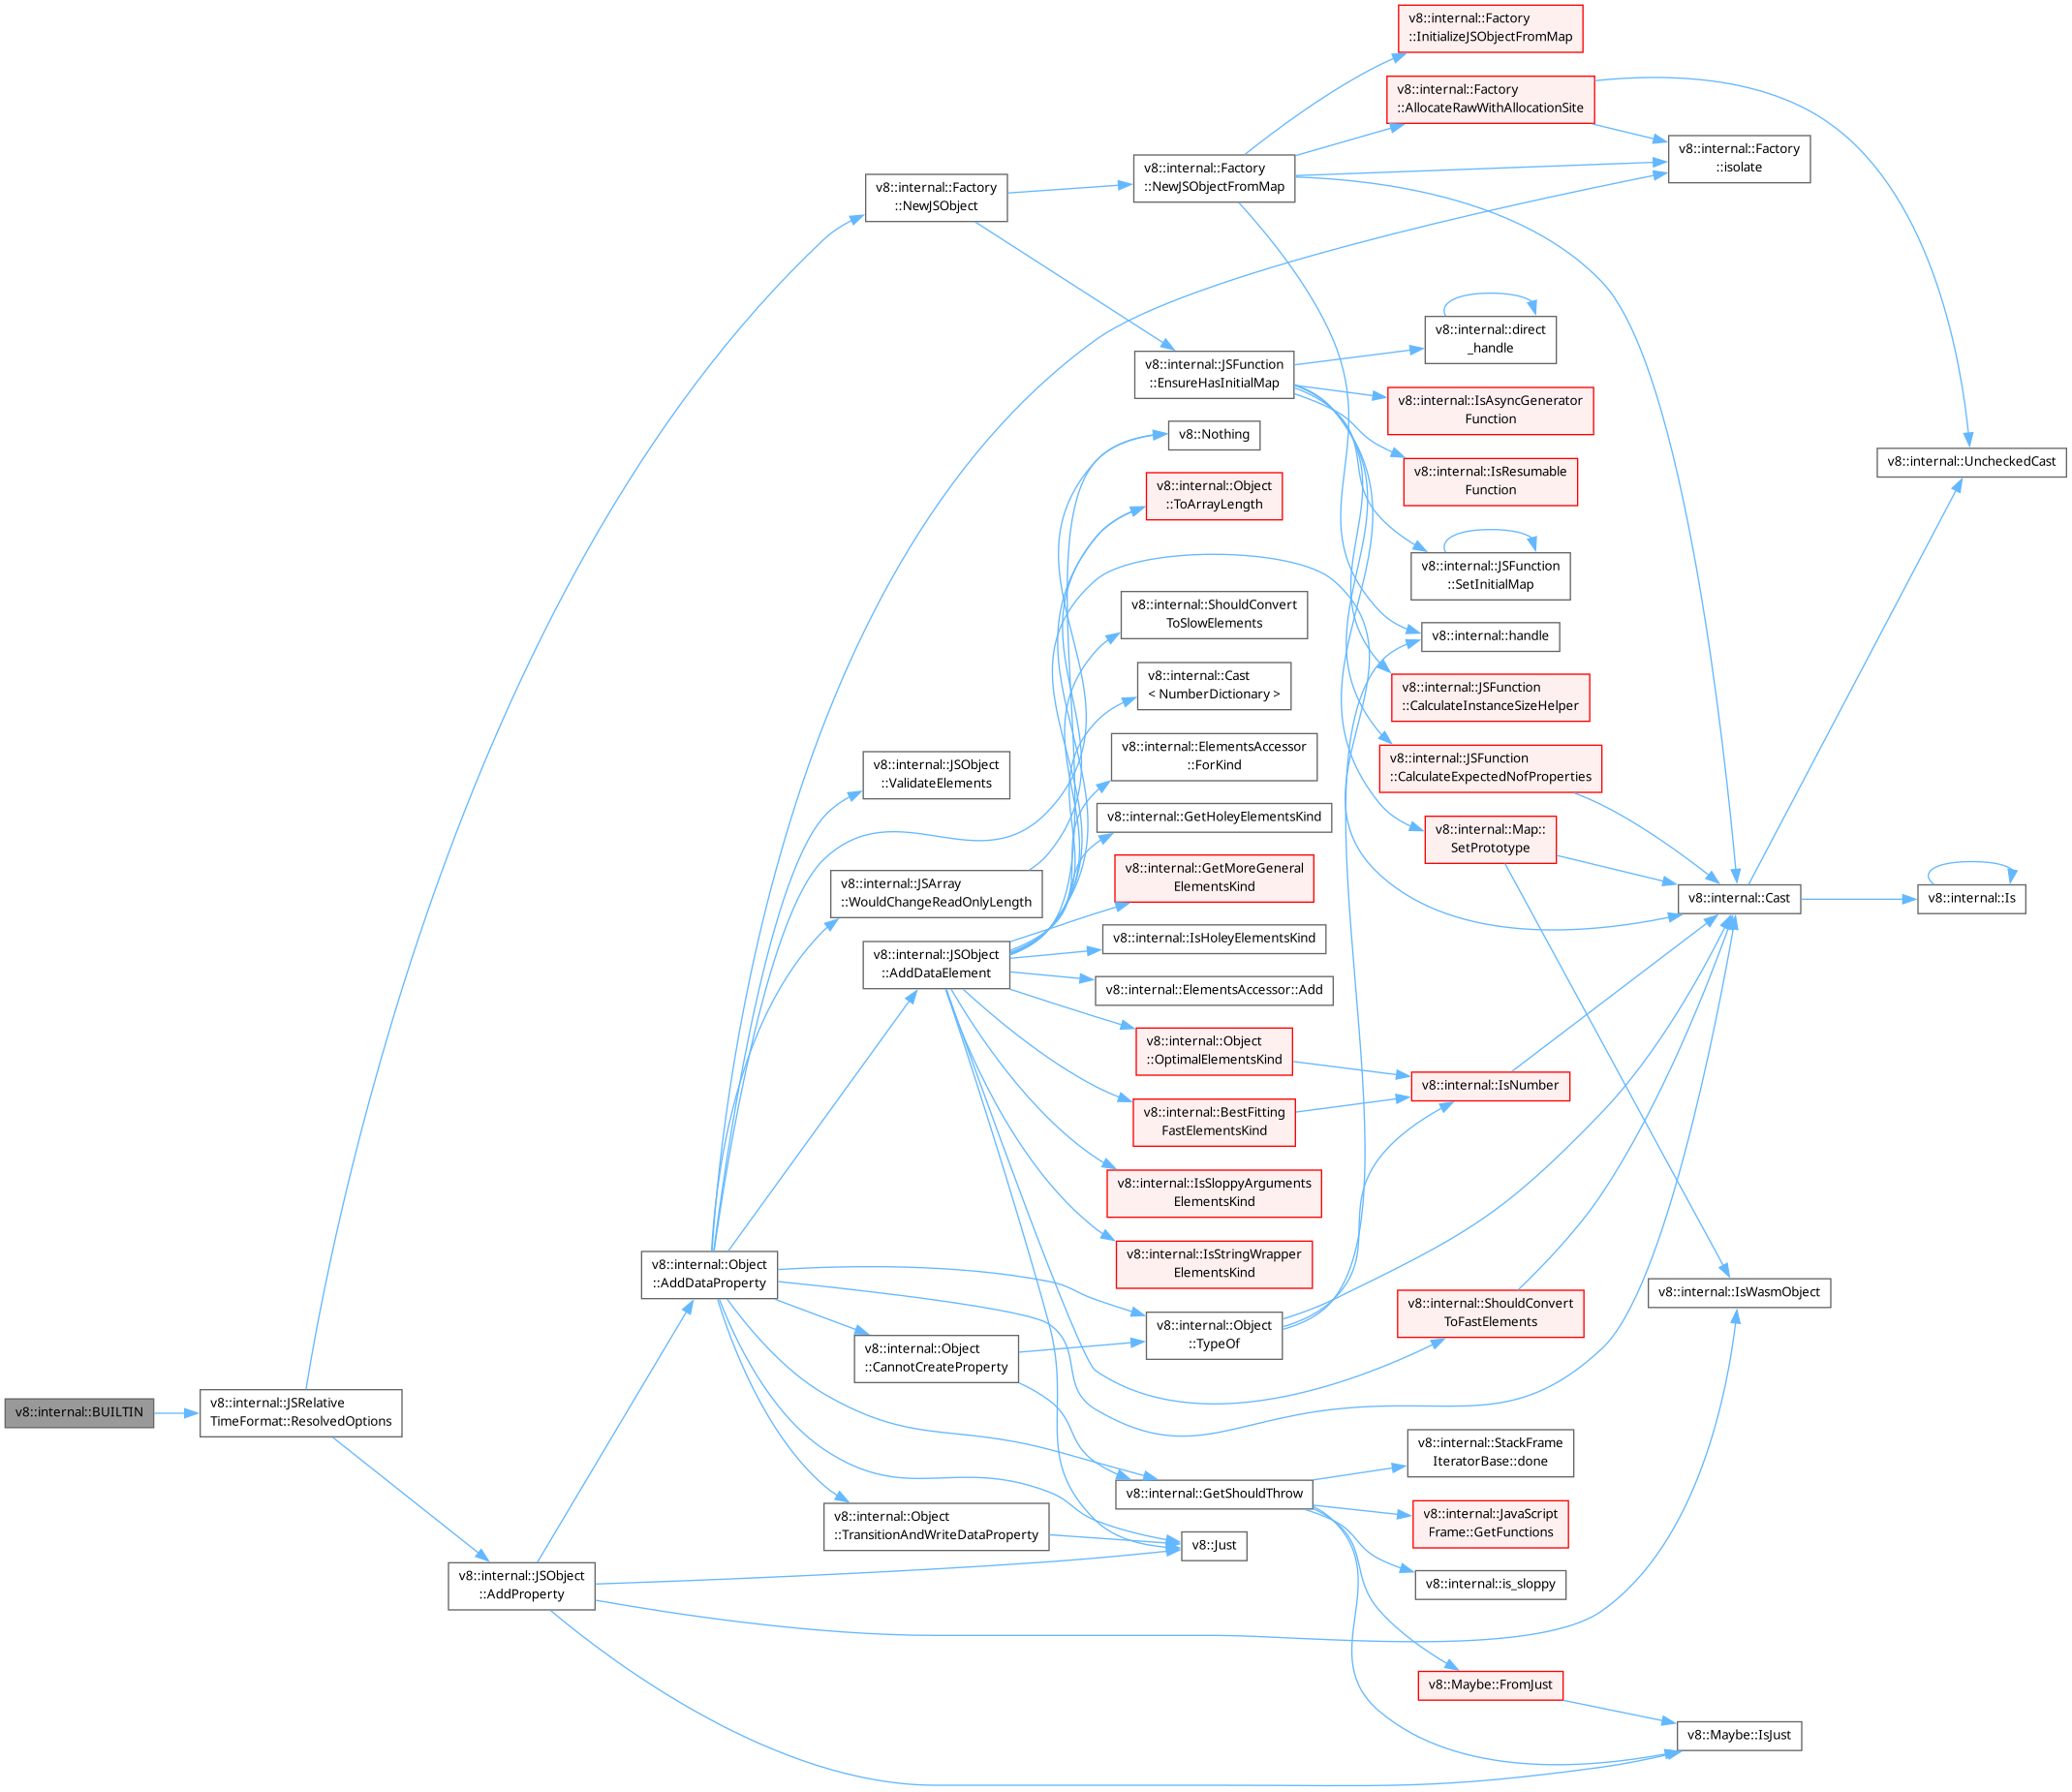 v8::internal::Factory
::InitializeJSObjectFromMap
v8::internal::Factory
::AllocateRawWithAllocationSite
v8::internal::Factory
::isolate
v8::internal::Factory
::NewJSObjectFromMap
v8::internal::Factory
::NewJSObject
v8::internal::direct
_handle
v8::internal::JSFunction
::EnsureHasInitialMap
v8::internal::IsAsyncGenerator
Function
v8::Nothing
v8::internal::UncheckedCast
v8::internal::IsResumable
Function
v8::internal::Object
::ToArrayLength
v8::internal::JSFunction
::SetInitialMap
v8::internal::ShouldConvert
ToSlowElements
v8::internal::handle
v8::internal::Cast
< NumberDictionary >
v8::internal::JSFunction
::CalculateInstanceSizeHelper
v8::internal::ElementsAccessor
::ForKind
v8::internal::JSFunction
::CalculateExpectedNofProperties
v8::internal::JSObject
::ValidateElements
v8::internal::GetHoleyElementsKind
v8::internal::Map::
SetPrototype
v8::internal::GetMoreGeneral
ElementsKind
v8::internal::JSArray
::WouldChangeReadOnlyLength
v8::internal::Cast
v8::internal::Is
v8::internal::IsHoleyElementsKind
v8::internal::JSObject
::AddDataElement
v8::internal::ElementsAccessor::Add
v8::internal::Object
::OptimalElementsKind
v8::internal::IsNumber
v8::internal::BestFitting
FastElementsKind
v8::internal::IsSloppyArguments
ElementsKind
v8::internal::IsStringWrapper
ElementsKind
v8::internal::Object
::AddDataProperty
v8::internal::IsWasmObject
v8::internal::ShouldConvert
ToFastElements
v8::internal::Object
::TypeOf
v8::internal::Object
::CannotCreateProperty
v8::internal::BUILTIN
v8::internal::JSRelative
TimeFormat::ResolvedOptions
v8::internal::StackFrame
IteratorBase::done
v8::internal::GetShouldThrow
v8::internal::JavaScript
Frame::GetFunctions
v8::internal::Object
::TransitionAndWriteDataProperty
v8::Just
v8::internal::JSObject
::AddProperty
v8::internal::is_sloppy
v8::Maybe::FromJust
v8::Maybe::IsJust